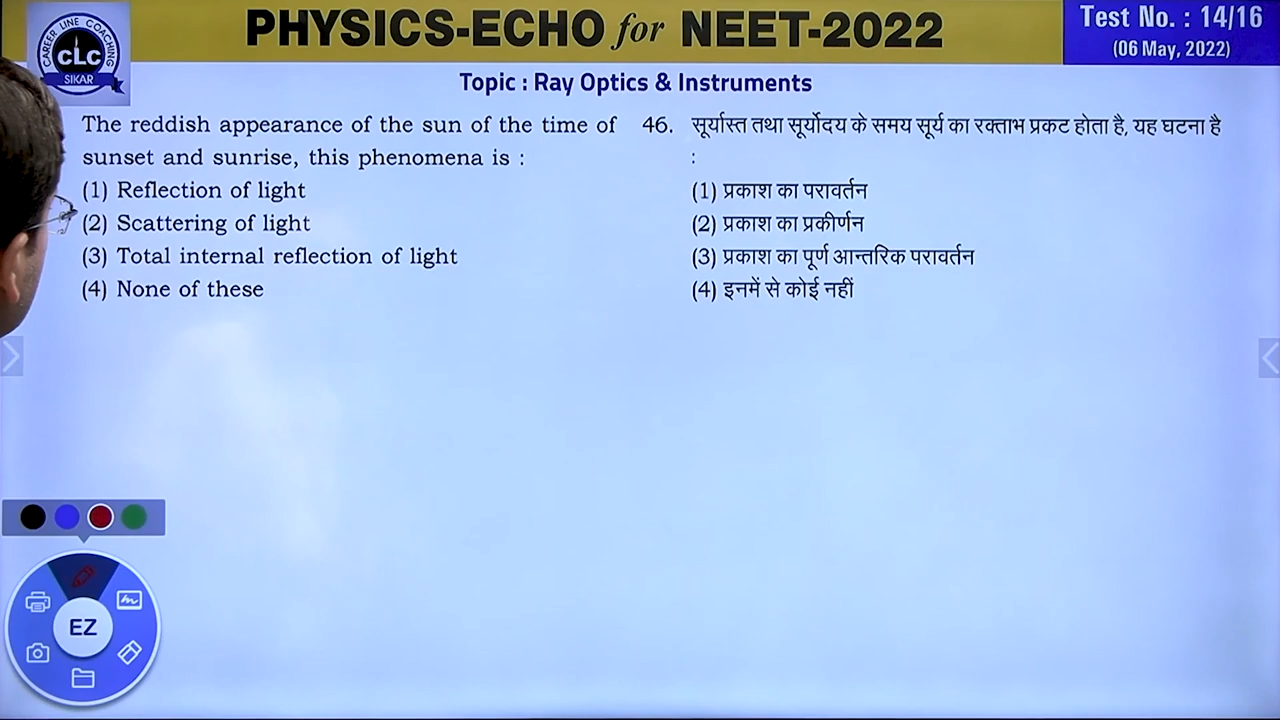 CAREER LINE COACHING
CLC
SIKAR
PHYSICS-ECHO for NEET-2022
Test No. : 14/16
(06 May, 2022)
Topic : Ray Optics & Instruments
The reddish appearance of the sun of the time of
sunset and sunrise, this phenomena is :
(1) Reflection of light
(2) Scattering of light
(3) Total internal reflection of light
(4) None of these
46. सूर्यास्त तथा सूर्योदय के समय सूर्य का रक्ताभ प्रकट होता है, यह घटना है
:
(1) प्रकाश का परावर्तन
(2) प्रकाश का प्रकीर्णन
(3) प्रकाश का पूर्ण आन्तरिक परावर्तन
(4) इनमें से कोई नहीं
EZ